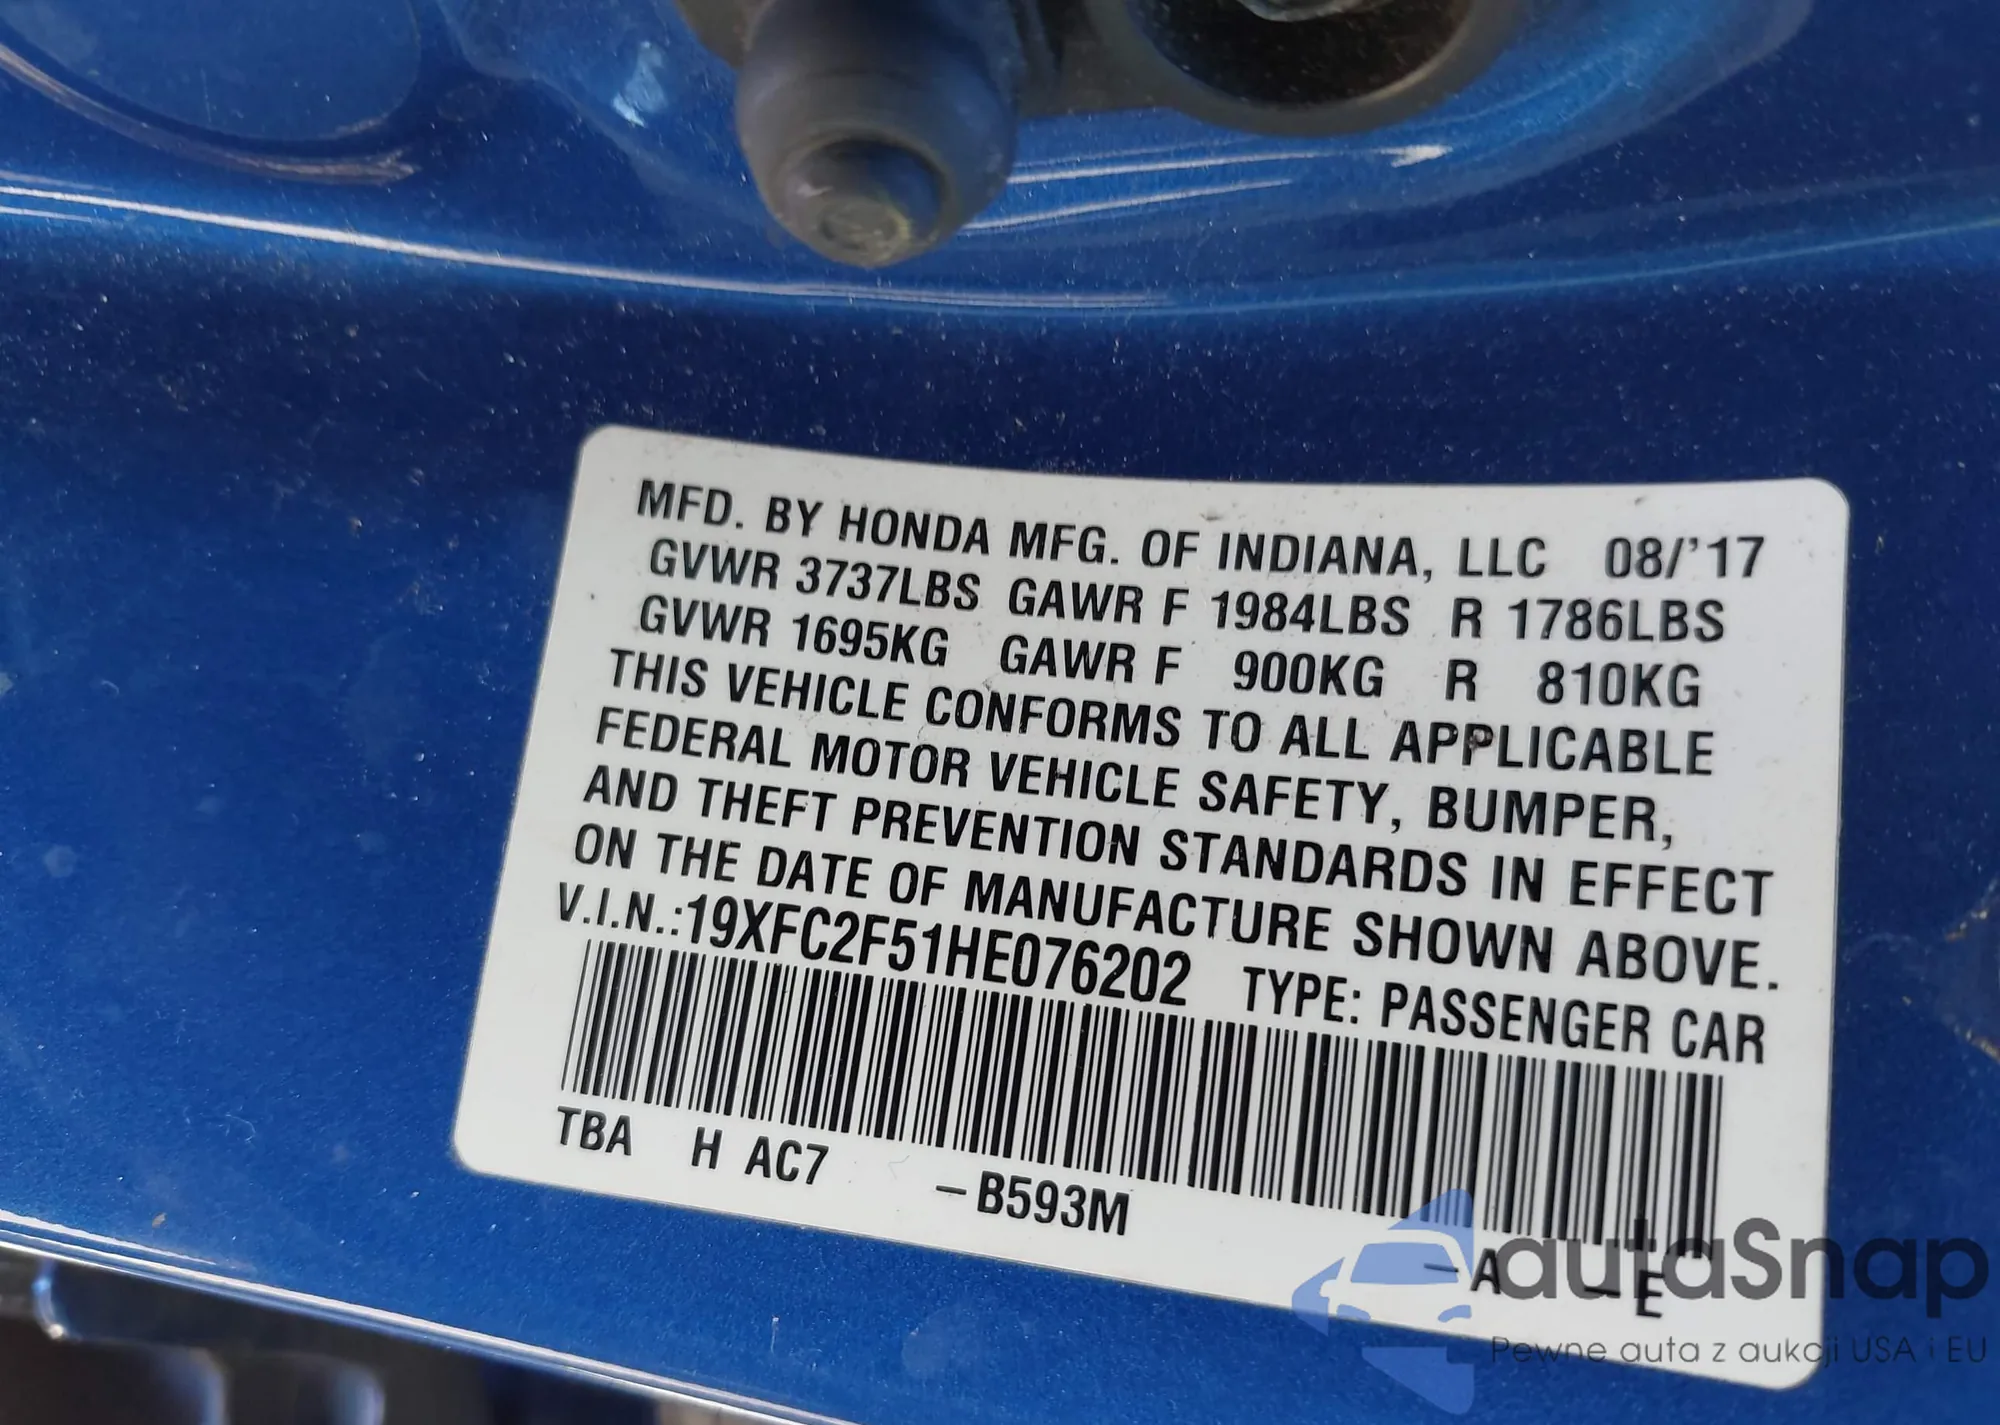 MFD. BY HONDA MFG. OF INDIANA, LLC 08/'17
GVWR 3737LBS GAWR F 1984LBS R 1786LBS
GVWR 1695KG GAWR F 900KG R 810KG
THIS VEHICLE CONFORMS TO ALL APPLICABLE
FEDERAL MOTOR VEHICLE SAFETY, BUMPER,
AND THEFT PREVENTION STANDARDS IN EFFECT
ON THE DATE OF MANUFACTURE SHOWN ABOVE.
V.I.N.:19XFC2F51HE076202 TYPE: PASSENGER CAR
TBA H AC7 –B593M –A –E
autaSnap
Pewne auta z aukcji USA i EU